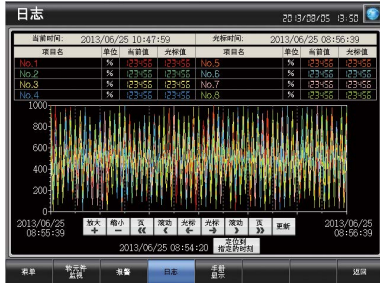 日志 2013/08/05 13:50
当前时间: 2013/06/25 10:47:59 光标时间: 2013/06/25 08:56:39
项目名 单位 当前值 光标值 项目名 单位 当前值 光标值
No.1 % 123456 123456 No.5 % 123456 123456
No.2 % 123456 123456 No.6 % 123456 123456
No.3 % 123456 123456 No.7 % 123456 123456
No.4 % 123456 123456 No.8 % 123456 123456
1000
800
600
400
200
0
2013/06/25 08:55:39
放大 缩小 页 滚动 光标 光标 滚动 页 更新
2013/06/25 08:56:39
2013/06/25 08:54:20 定位到指定的时刻
菜单 软元件监视 报警 日志 手册显示 返回